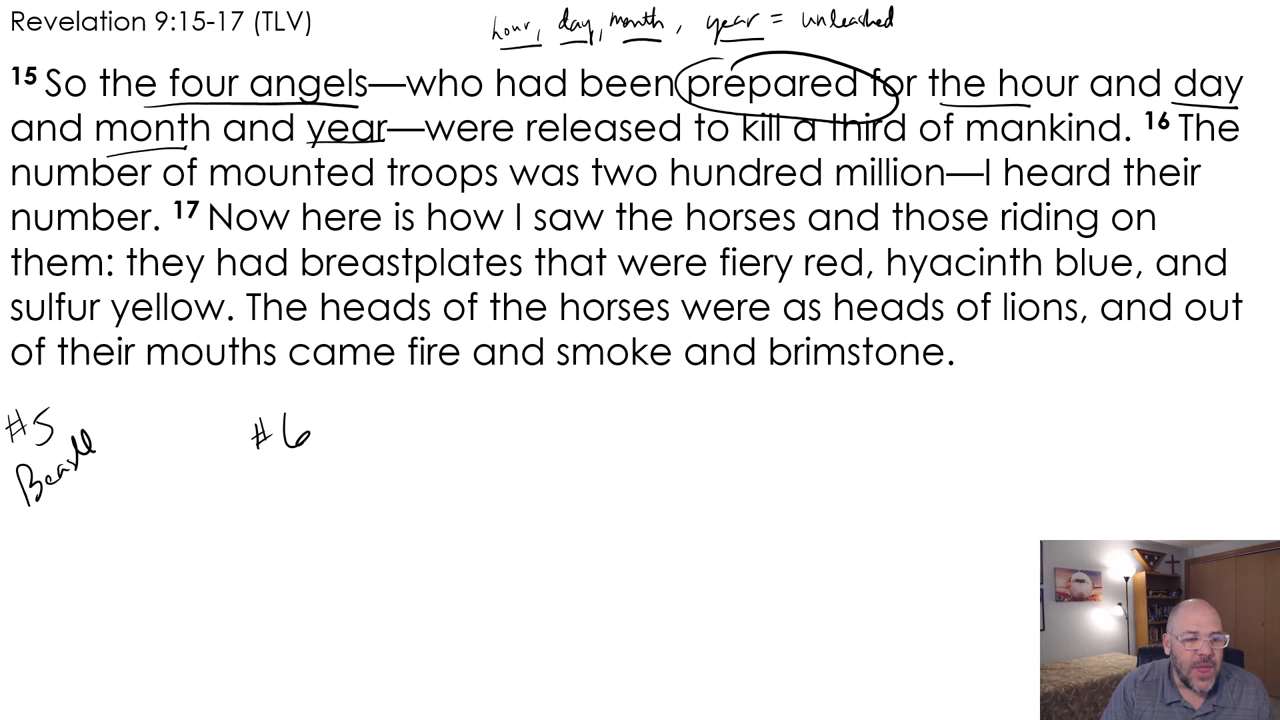 Revelation 9:15-17 (TLV)
hour, day, month, year = unleashed
15 So the four angels—who had been prepared for the hour and day
and month and year—were released to kill a third of mankind. 16 The
number of mounted troops was two hundred million—I heard their
number. 17 Now here is how I saw the horses and those riding on
them: they had breastplates that were fiery red, hyacinth blue, and
sulfur yellow. The heads of the horses were as heads of lions, and out
of their mouths came fire and smoke and brimstone.
#5 #6